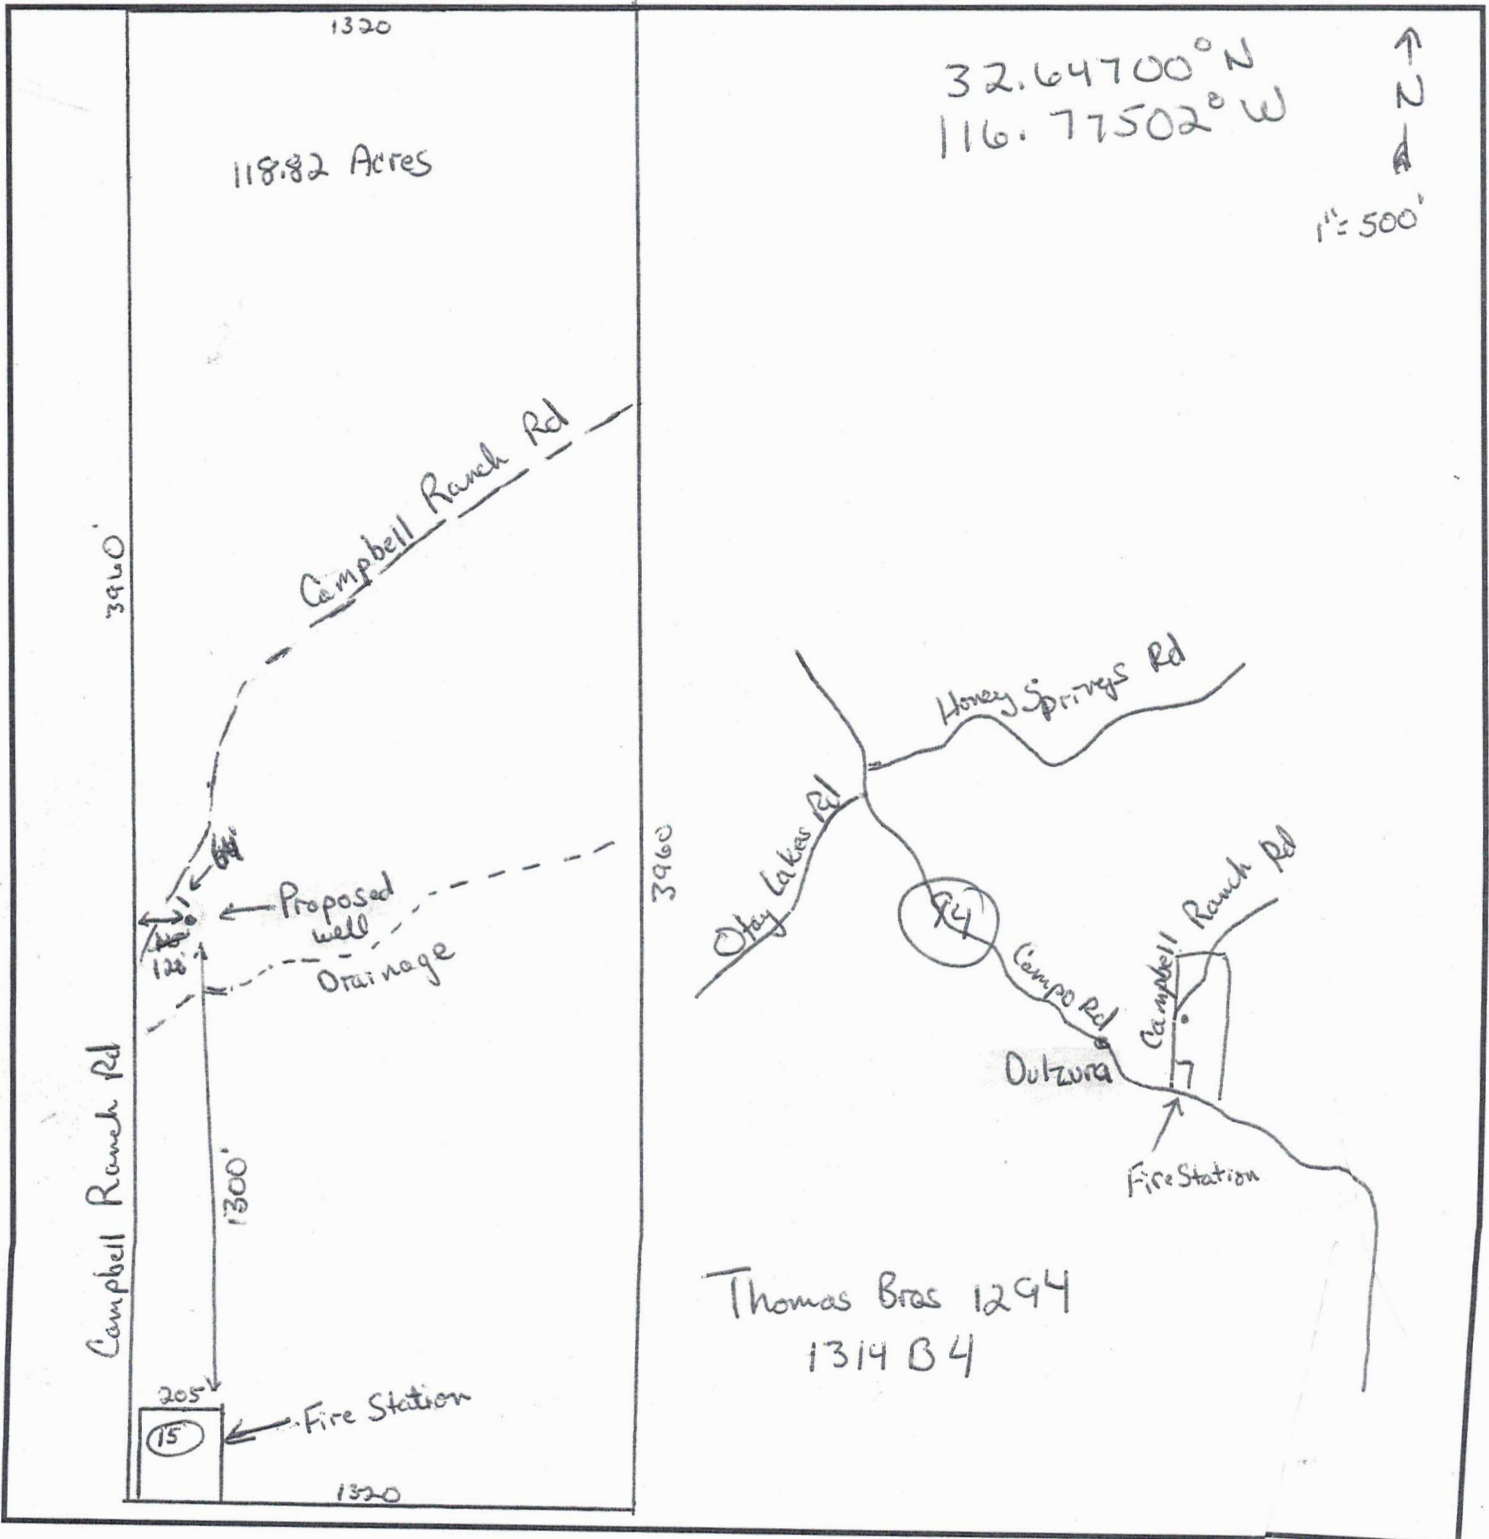 1320
118.82 Acres
32.64700° N
116.77502° W
N
1"= 500'
Campbell Ranch Rd
3960'
Proposed
well
128'
Drainage
3960
1300'
Campbell Ranch Rd
205
15
Fire Station
1320
Honey Springs Rd
Otay Lakes Rd
94
Campo Rd
Campbell Ranch Rd
Dulzura
Fire Station
Thomas Bros 1294
1314 B4